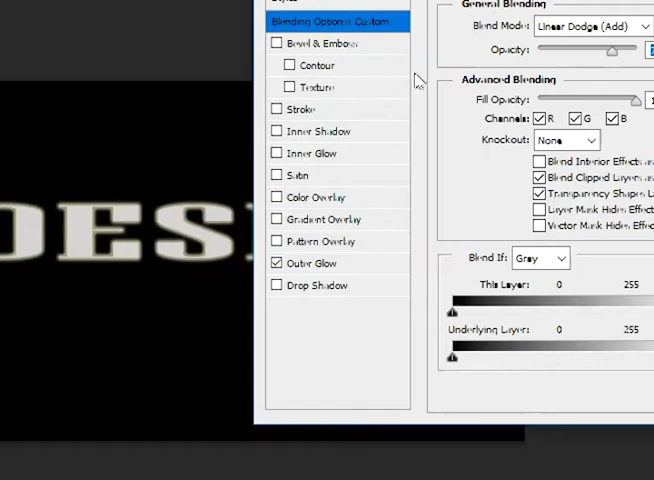 Styles
General Blending
Blending Options: Custom
Blend Mode: Linear Dodge (Add)
Bevel & Emboss
Opacity:
Contour
Advanced Blending
Texture
Fill Opacity:
Stroke
Channels: R G B
Inner Shadow
Knockout: None
Inner Glow
Blend Interior Effects
Satin
Blend Clipped Layers
Color Overlay
Transparency Shapes
DES
Gradient Overlay
Layer Mask Hides
Pattern Overlay
Vector Mask Hides
Outer Glow
Blend If: Gray
Drop Shadow
This Layer: 0 255
Underlying Layer: 0 255